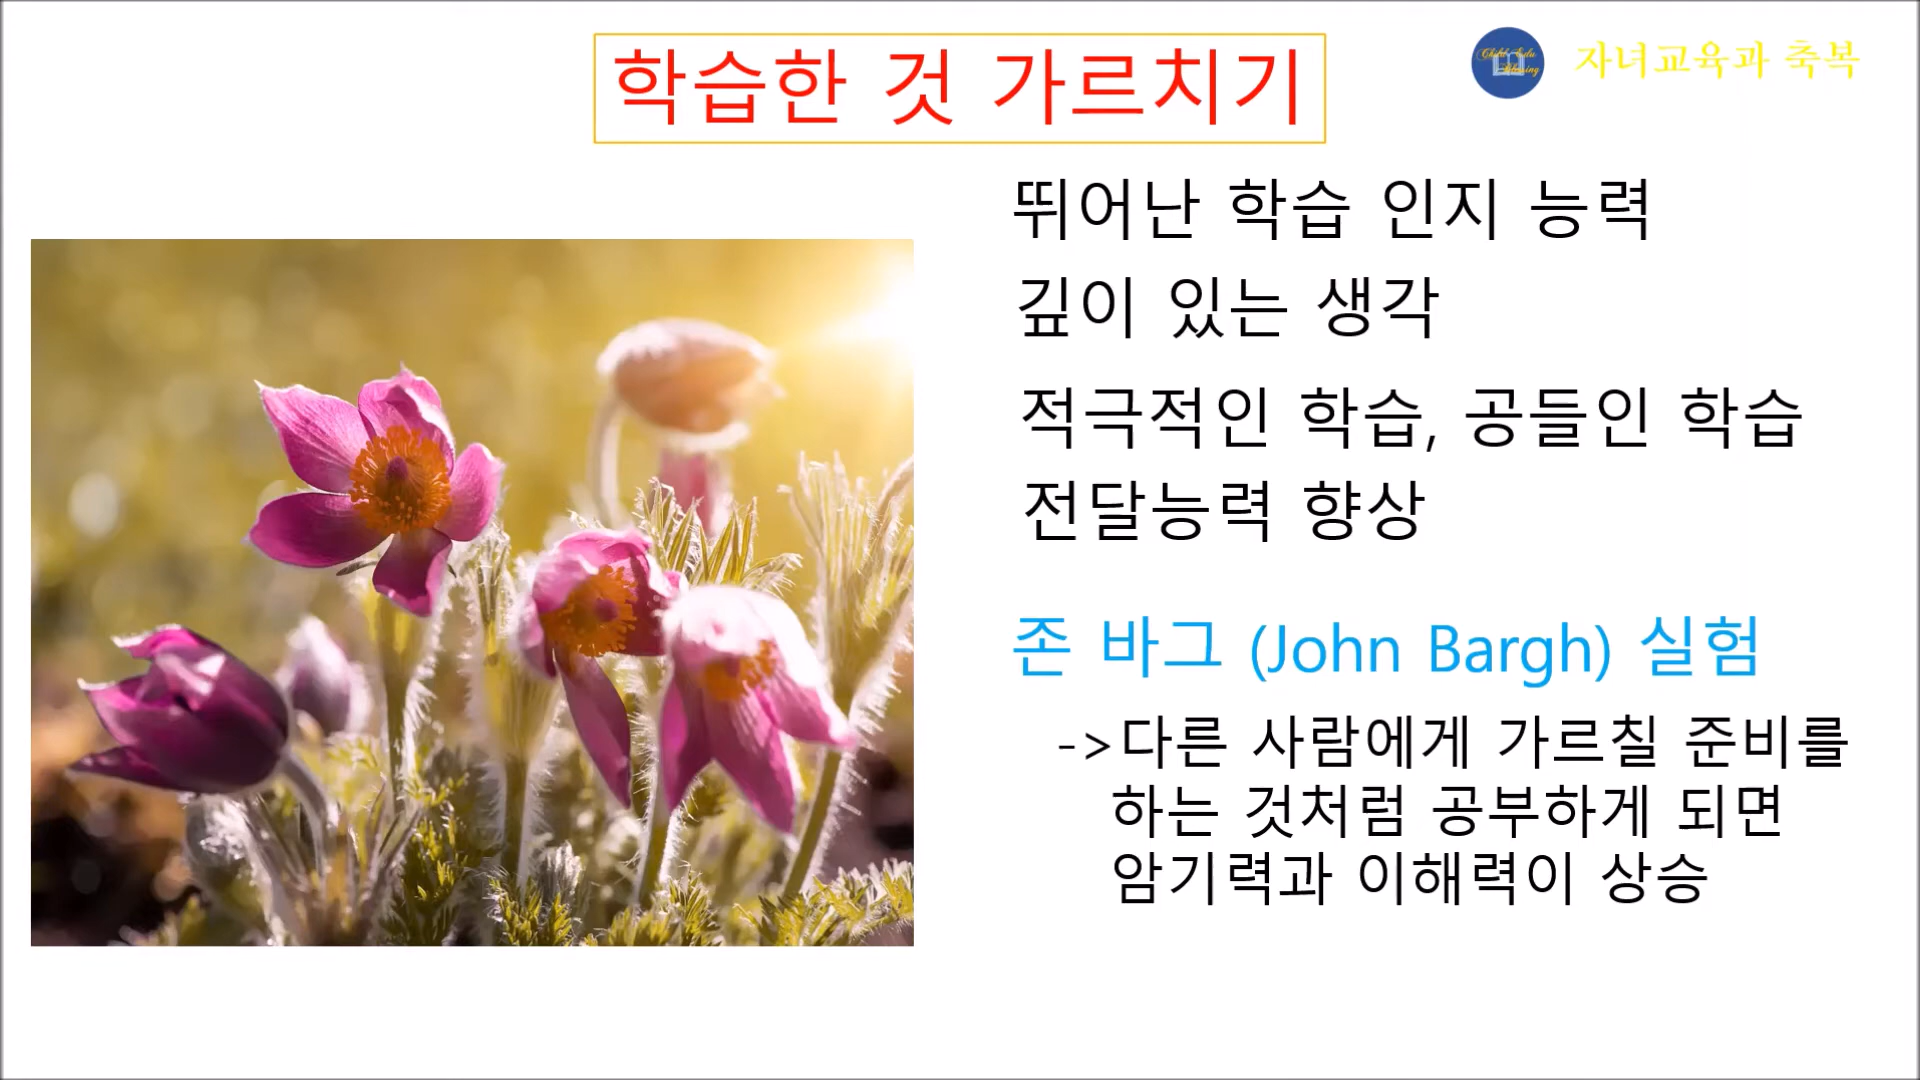 학습한 것 가르치기
Child Edu
Blessing
자녀교육과 축복
뛰어난 학습 인지 능력
깊이 있는 생각
적극적인 학습, 공들인 학습
전달능력 향상
존 바그 (John Bargh) 실험
->다른 사람에게 가르칠 준비를
하는 것처럼 공부하게 되면
암기력과 이해력이 상승